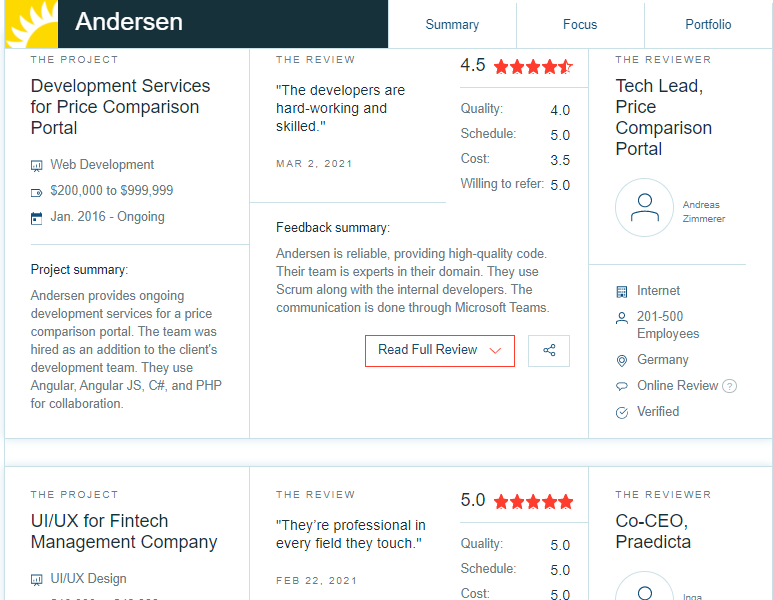 Andersen
Summary
Focus
Portfolio
THE PROJECT
Development Services
for Price Comparison
Portal
Web Development
$200,000 to $999,999
Jan. 2016 - Ongoing
Project summary:
Andersen provides ongoing
development services for a price
comparison portal. The team was
hired as an addition to the client's
development team. They use
Angular, Angular JS, C#, and PHP
for collaboration.
THE REVIEW
"The developers are
hard-working and
skilled."
MAR 2, 2021
4.5
Quality: 4.0
Schedule: 5.0
Cost: 3.5
Willing to refer: 5.0
Feedback summary:
Andersen is reliable, providing high-quality code.
Their team is experts in their domain. They use
Scrum along with the internal developers. The
communication is done through Microsoft Teams.
Read Full Review
THE REVIEWER
Tech Lead,
Price
Comparison
Portal
Andreas
Zimmerer
Internet
201-500
Employees
Germany
Online Review ?
Verified
THE PROJECT
UI/UX for Fintech
Management Company
UI/UX Design
THE REVIEW
"They’re professional in
every field they touch."
FEB 22, 2021
5.0
Quality: 5.0
Schedule: 5.0
Cost: 5.0
THE REVIEWER
Co-CEO,
Praedicta
Inga